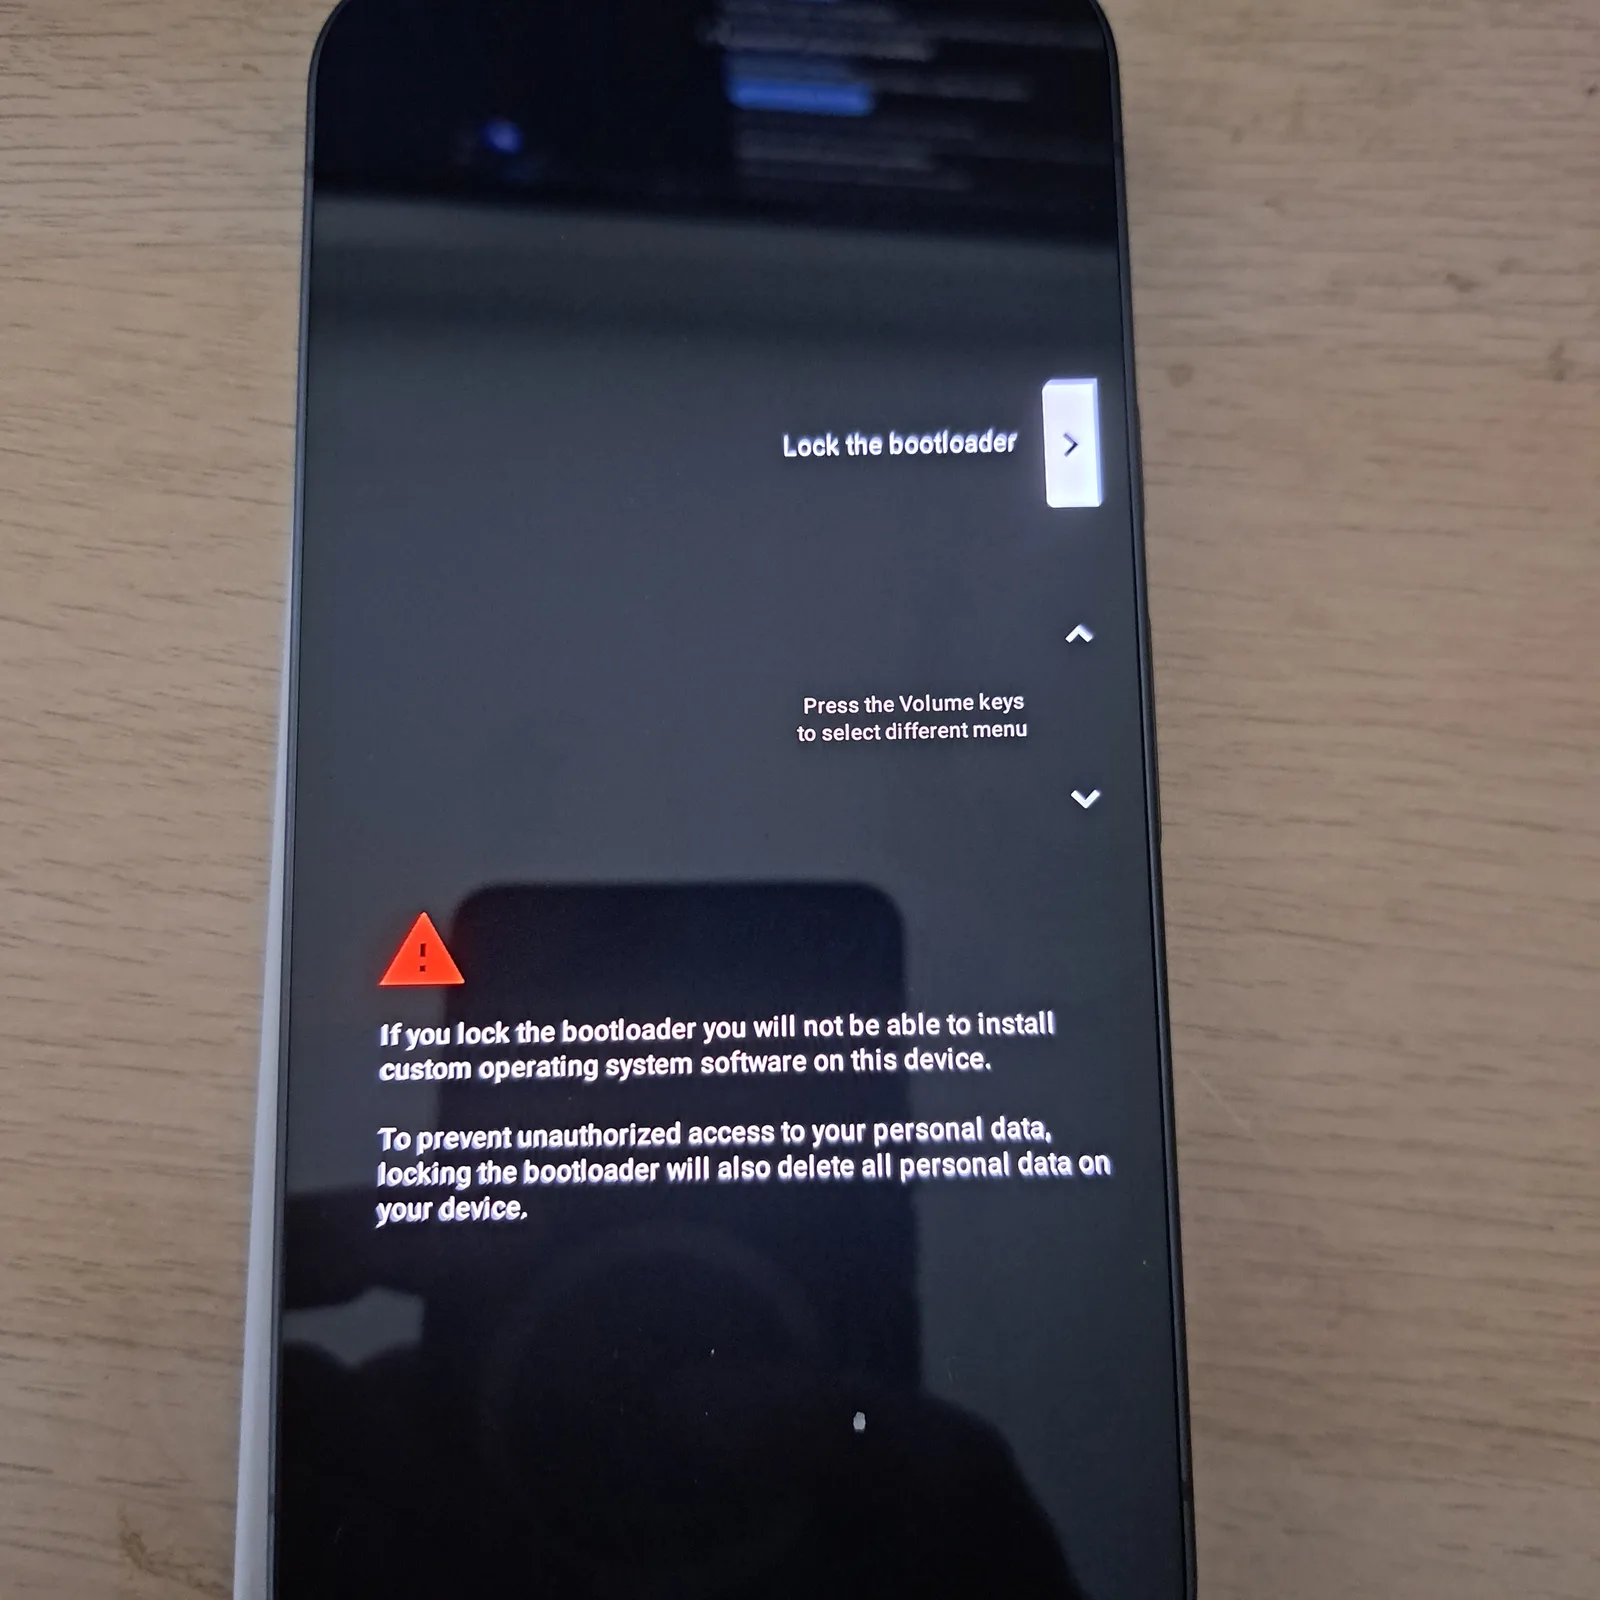 Lock the bootloader
Press the Volume keys
to select different menu
If you lock the bootloader you will not be able to install
custom operating system software on this device.
To prevent unauthorized access to your personal data,
locking the bootloader will also delete all personal data on
your device.